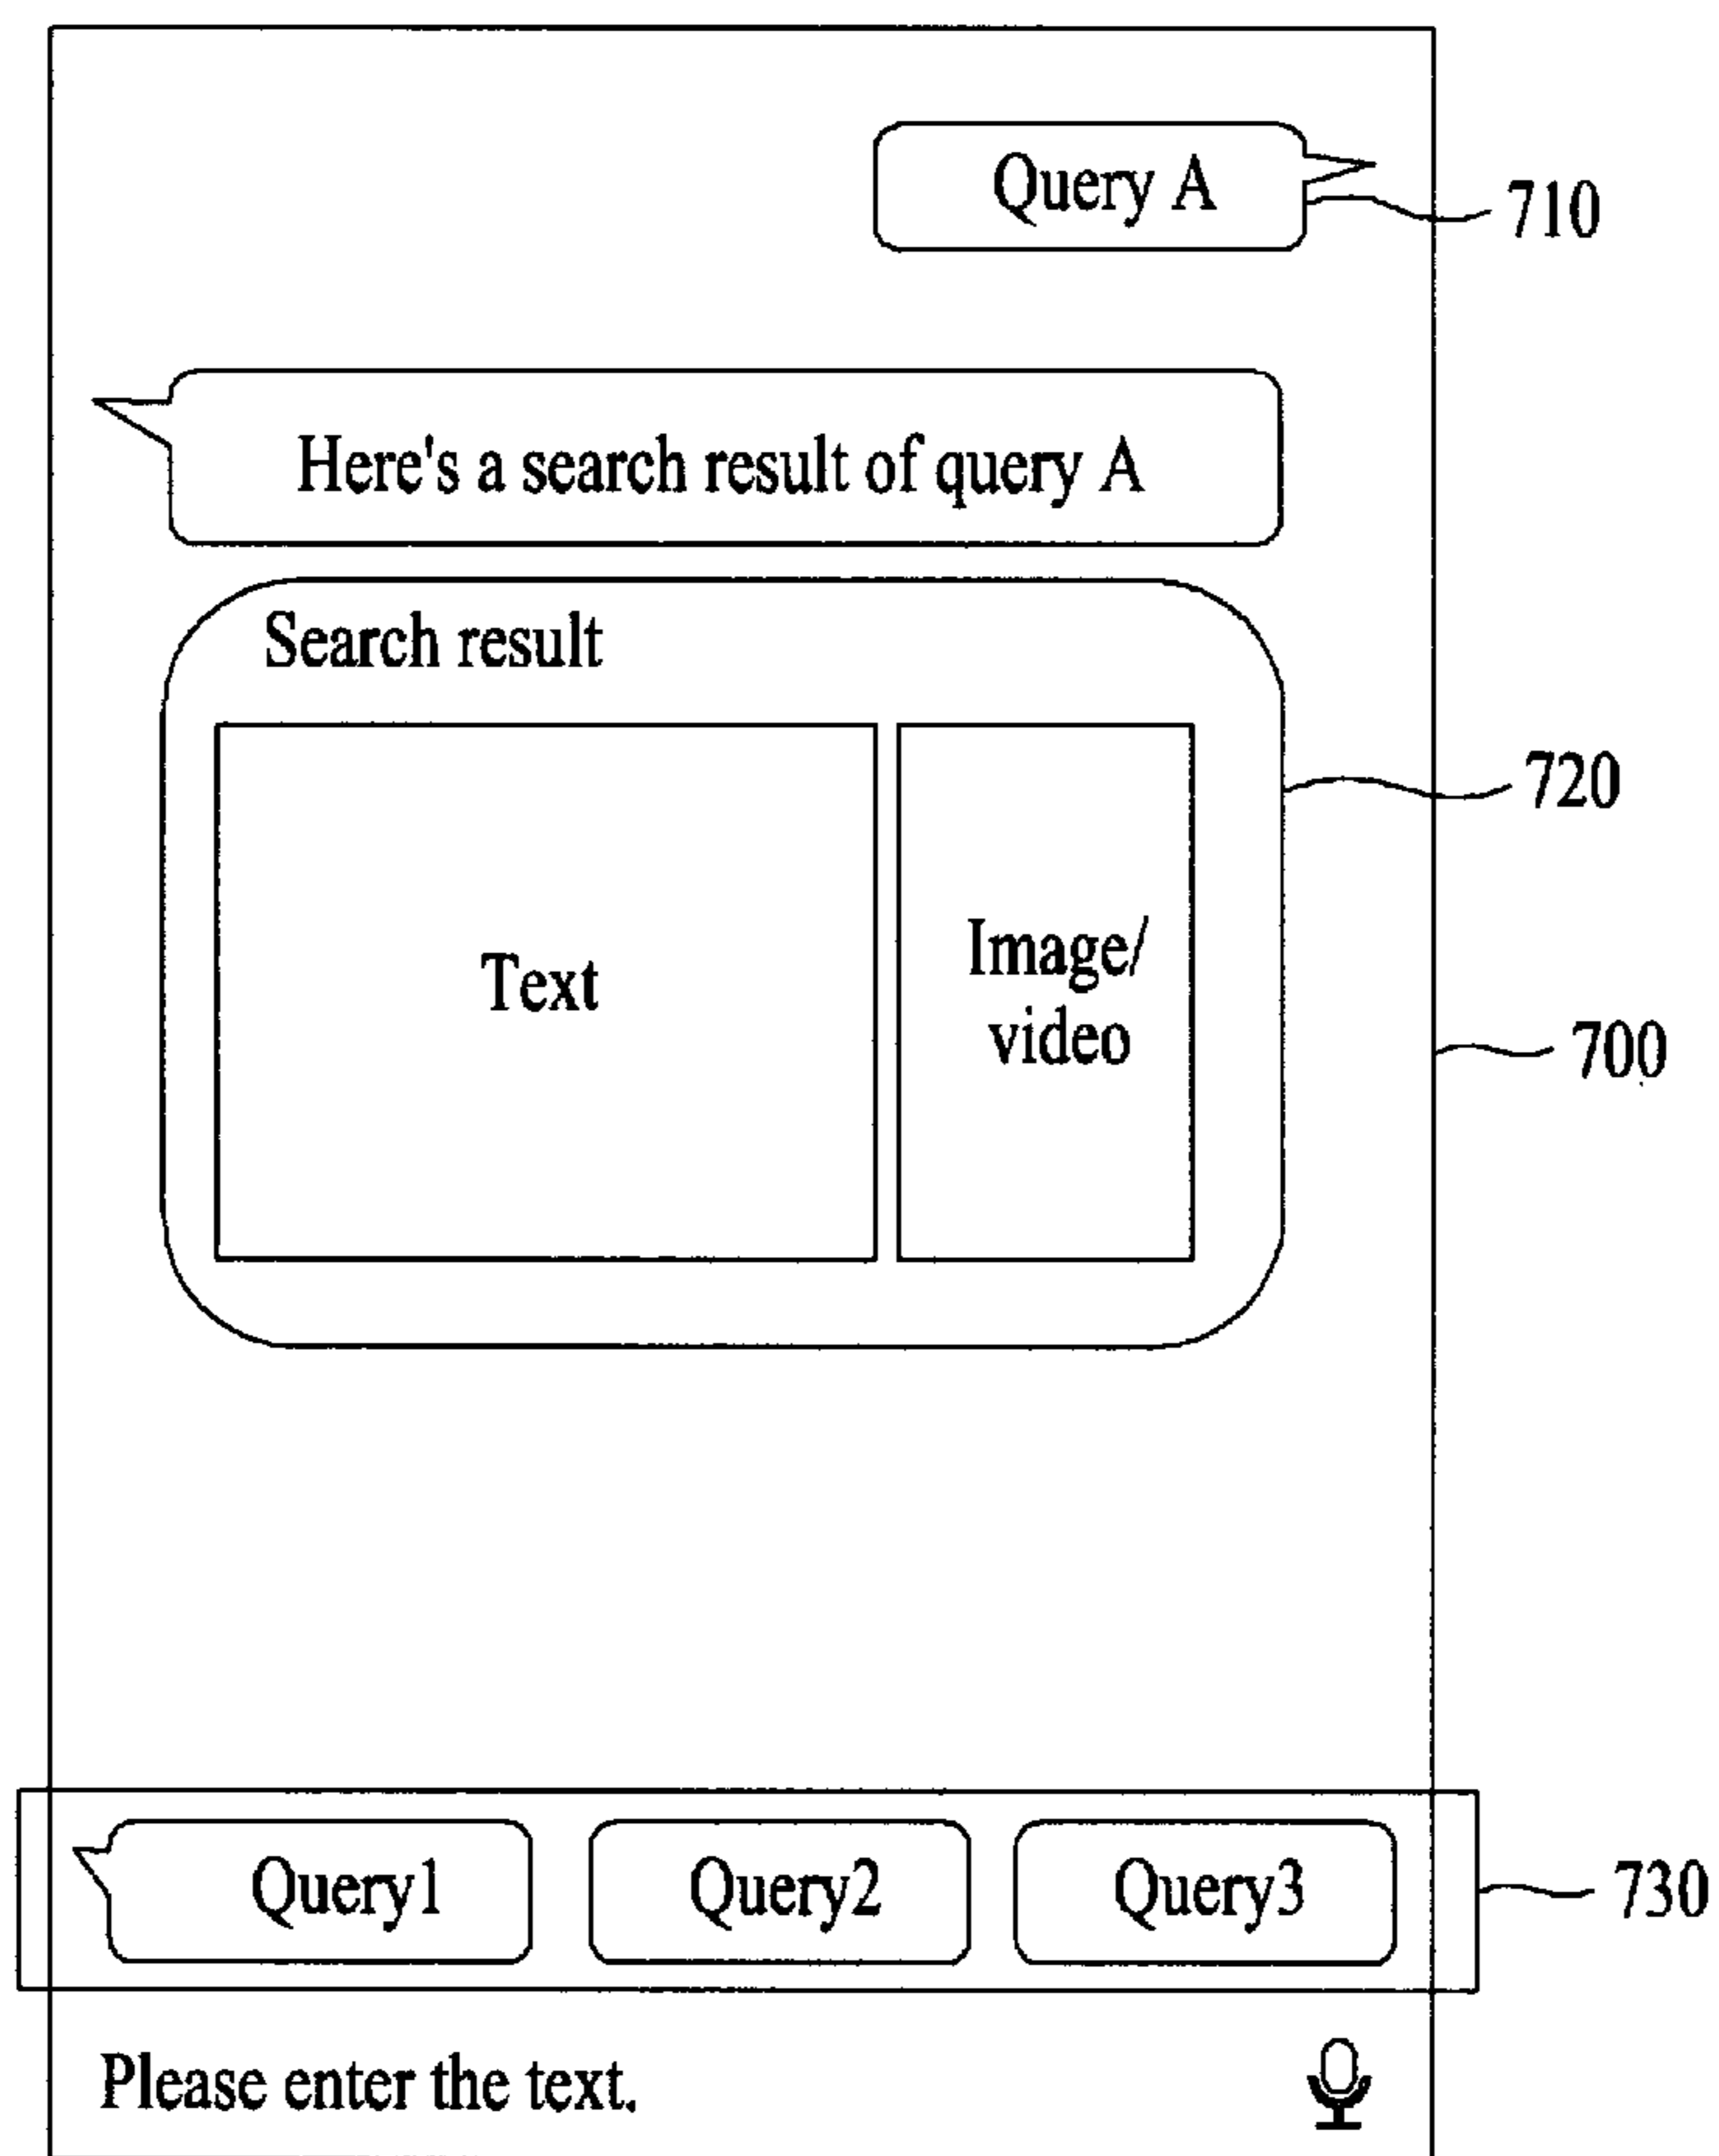 Query A
710
Here's a search result of query A
Search result
720
Text
Image/
video
700
Query1
Query2
Query3
730
Please enter the text.